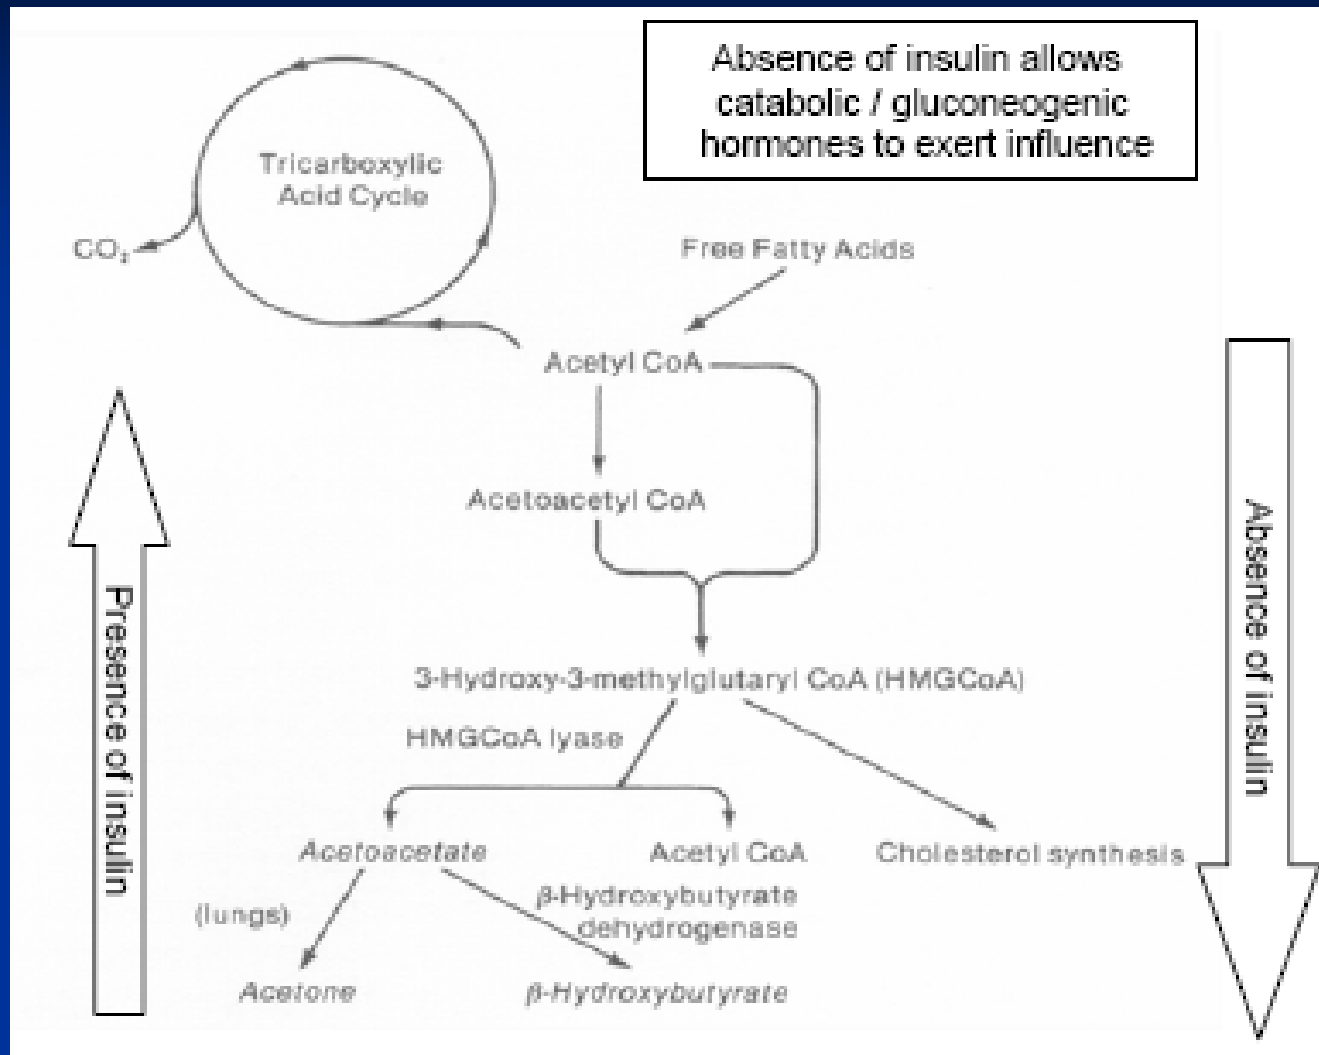 Absence of insulin allows
catabolic / gluconeogenic
hormones to exert influence
Tricarboxylic
Acid Cycle
CO₂
Free Fatty Acids
Acetyl CoA
Acetoacetyl CoA
Presence of insulin
Absence of insulin
3-Hydroxy-3-methylglutaryl CoA (HMGCoA)
HMGCoA lyase
Acetoacetate
Acetyl CoA
Cholesterol synthesis
(lungs)
β-Hydroxybutyrate
dehydrogenase
Acetone
β-Hydroxybutyrate